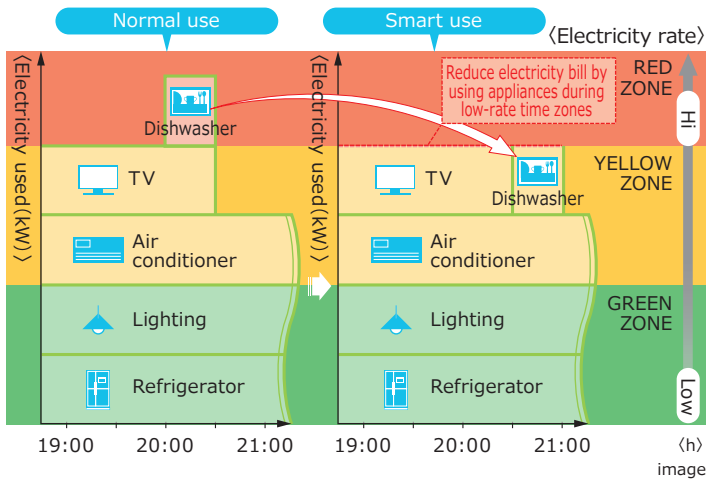 Normal use
Smart use
〈Electricity rate〉
〈Electricity used(kW)〉
Dishwasher
TV
Air
conditioner
Lighting
Refrigerator
19:00 20:00 21:00
〈Electricity used(kW)〉
Reduce electricity bill by
using appliances during
low-rate time zones
TV
Dishwasher
Air
conditioner
Lighting
Refrigerator
19:00 20:00 21:00
RED
ZONE
YELLOW
ZONE
GREEN
ZONE
Hi
Low
〈h〉
image